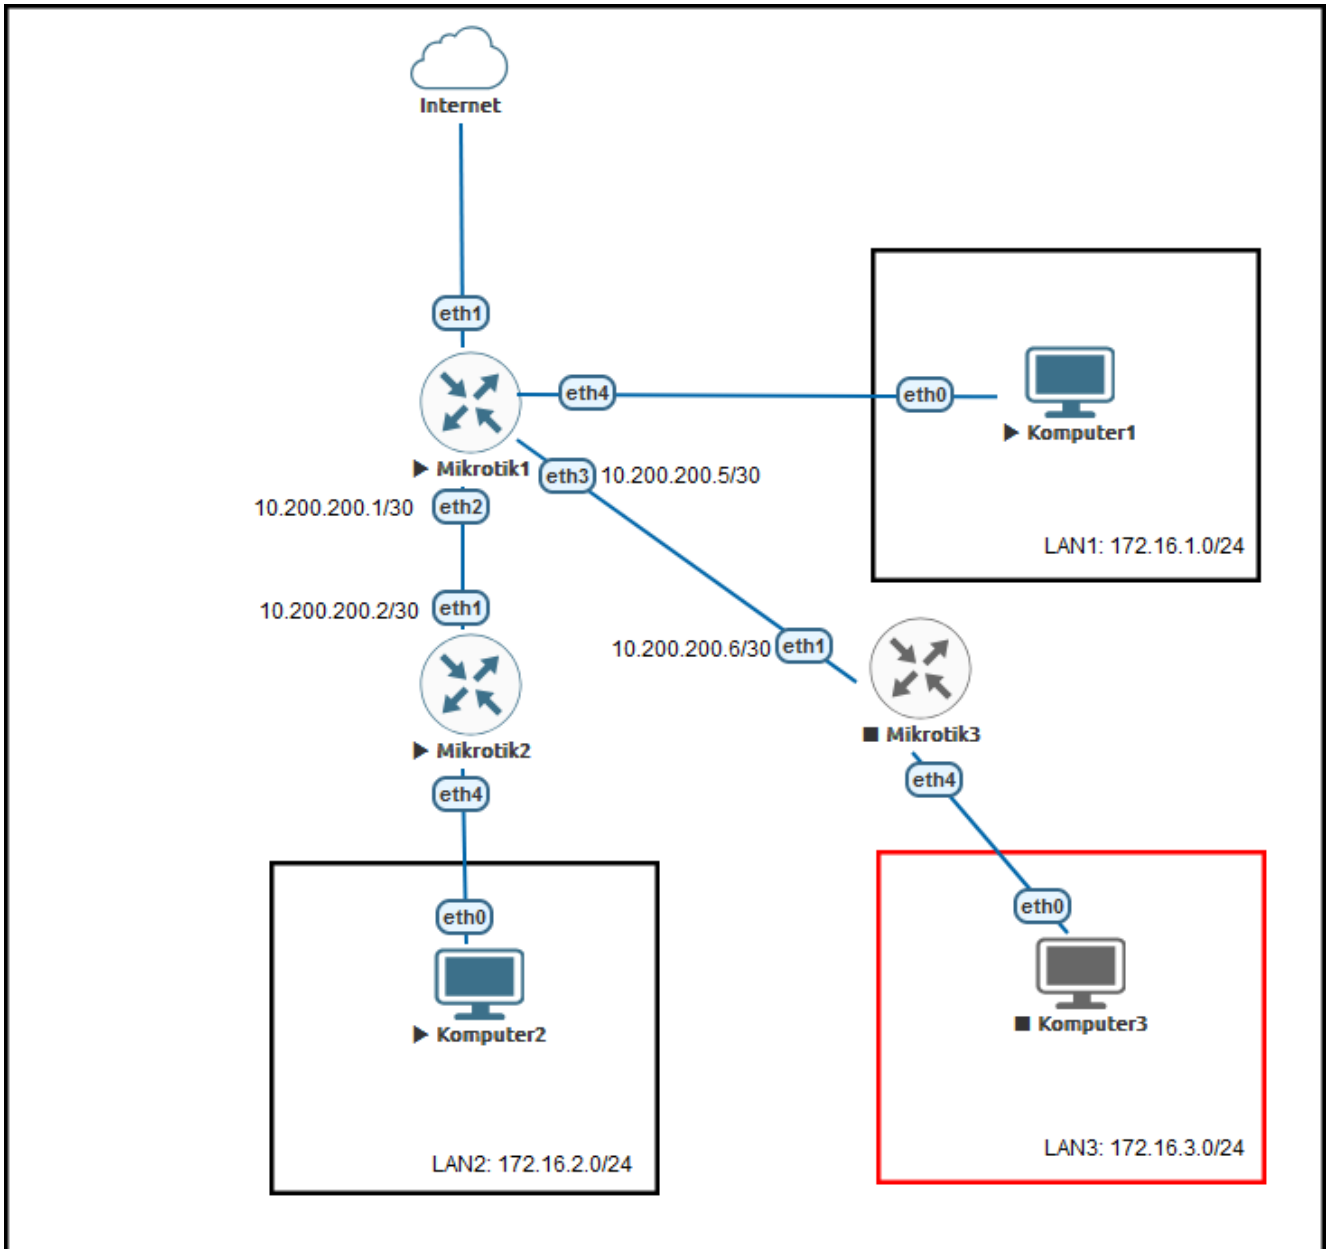 Internet
eth1
eth4
eth0
Komputer1
Mikrotik1
eth3 10.200.200.5/30
10.200.200.1/30 eth2
LAN1: 172.16.1.0/24
10.200.200.2/30 eth1
10.200.200.6/30 eth1
Mikrotik3
Mikrotik2
eth4
eth4
eth0
eth0
Komputer3
Komputer2
LAN3: 172.16.3.0/24
LAN2: 172.16.2.0/24